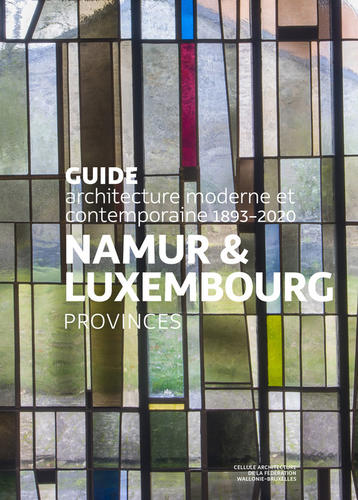 GUIDE
architecture moderne et
contemporaine 1893–2020
NAMUR &
LUXEMBOURG
PROVINCES
CELLULE ARCHITECTURE
DE LA FÉDÉRATION
WALLONIE–BRUXELLES